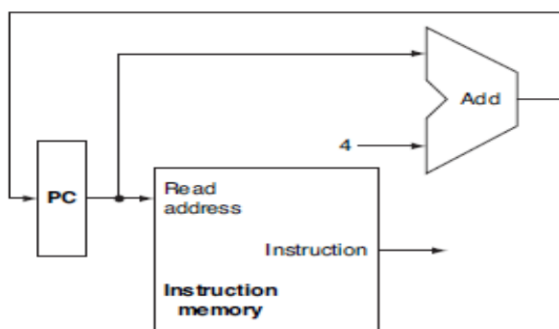 Add
4
PC
Read
address
Instruction
Instruction
memory